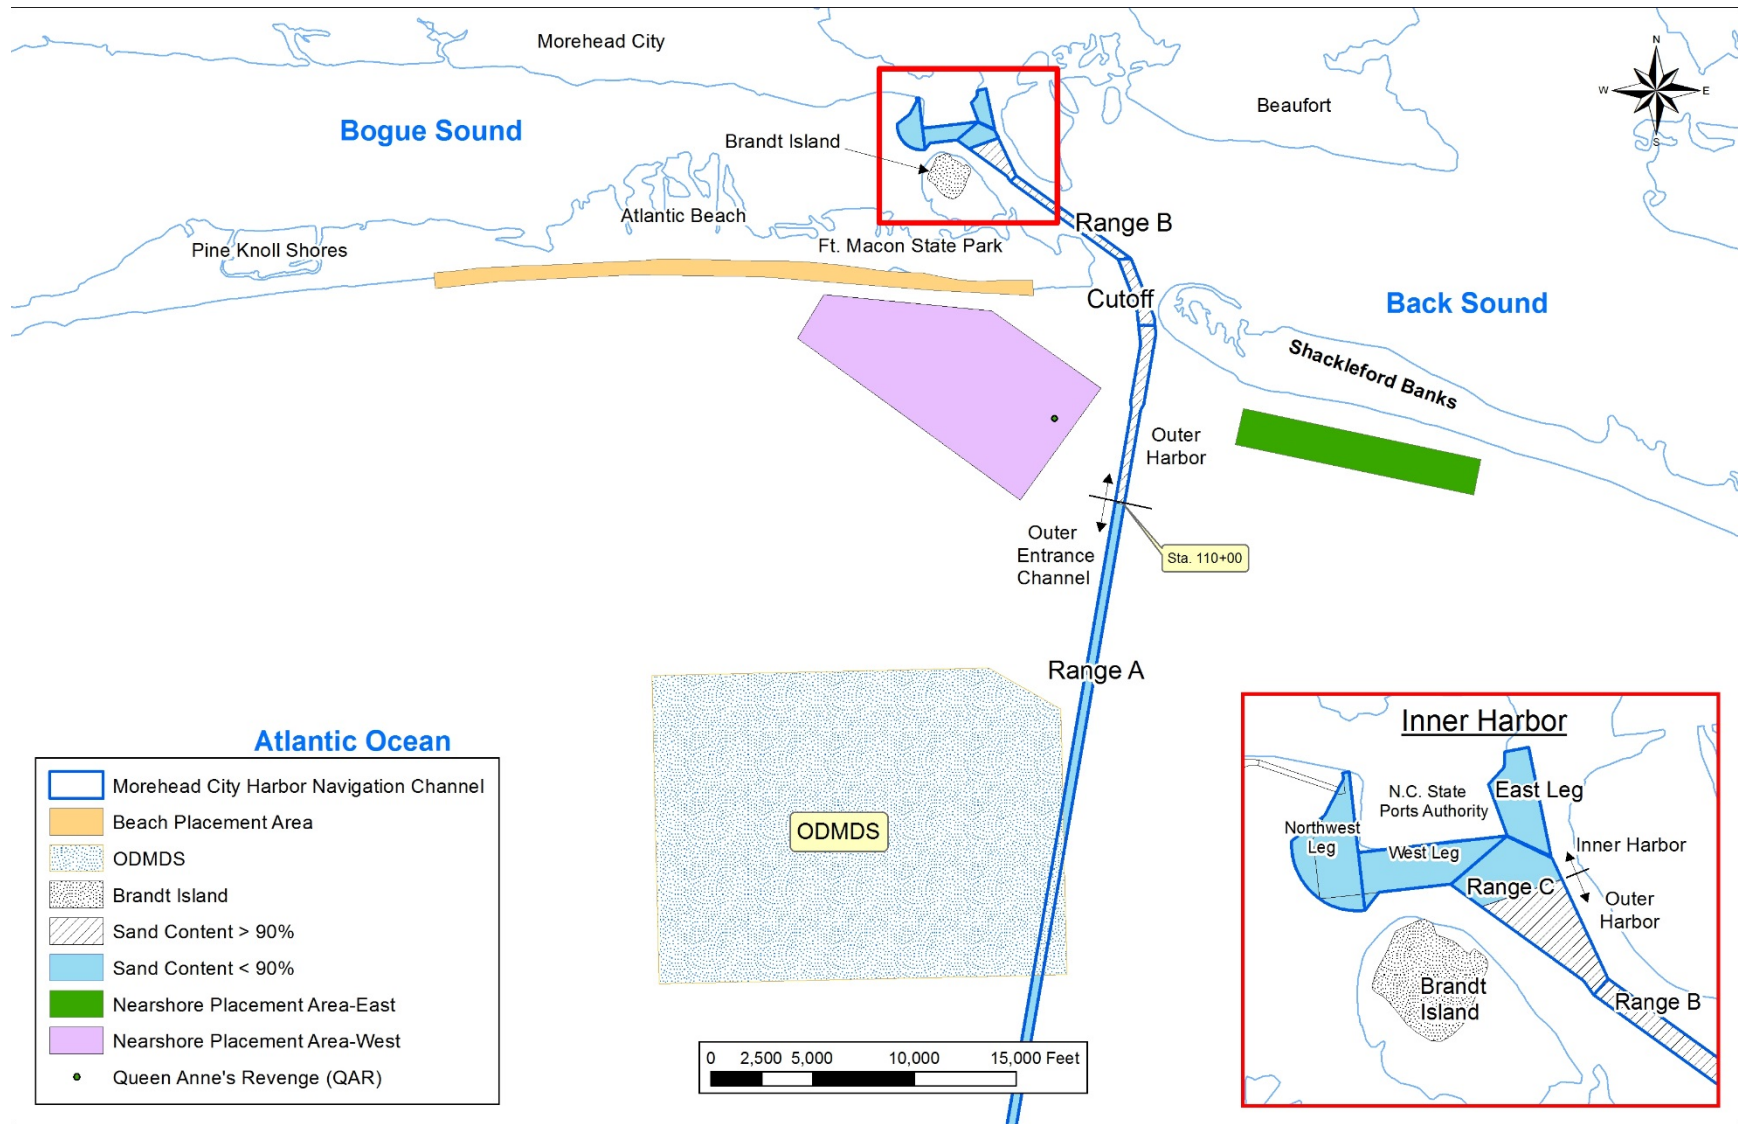 Morehead City
Beaufort
Bogue Sound
Brandt Island
N
W
E
S
Atlantic Beach
Range B
Pine Knoll Shores
Ft. Macon State Park
Cutoff
Back Sound
Shackleford Banks
Outer
Harbor
Outer
Entrance
Channel
Sta. 110+00
Range A
Atlantic Ocean
ODMDS
Morehead City Harbor Navigation Channel
Beach Placement Area
ODMDS
Brandt Island
Sand Content > 90%
Sand Content < 90%
Nearshore Placement Area-East
Nearshore Placement Area-West
Queen Anne's Revenge (QAR)
0 2,500 5,000 10,000 15,000 Feet
Inner Harbor
N.C. State
Ports Authority
East Leg
Northwest
Leg
West Leg
Inner Harbor
Range C
Outer
Harbor
Brandt
Island
Range B